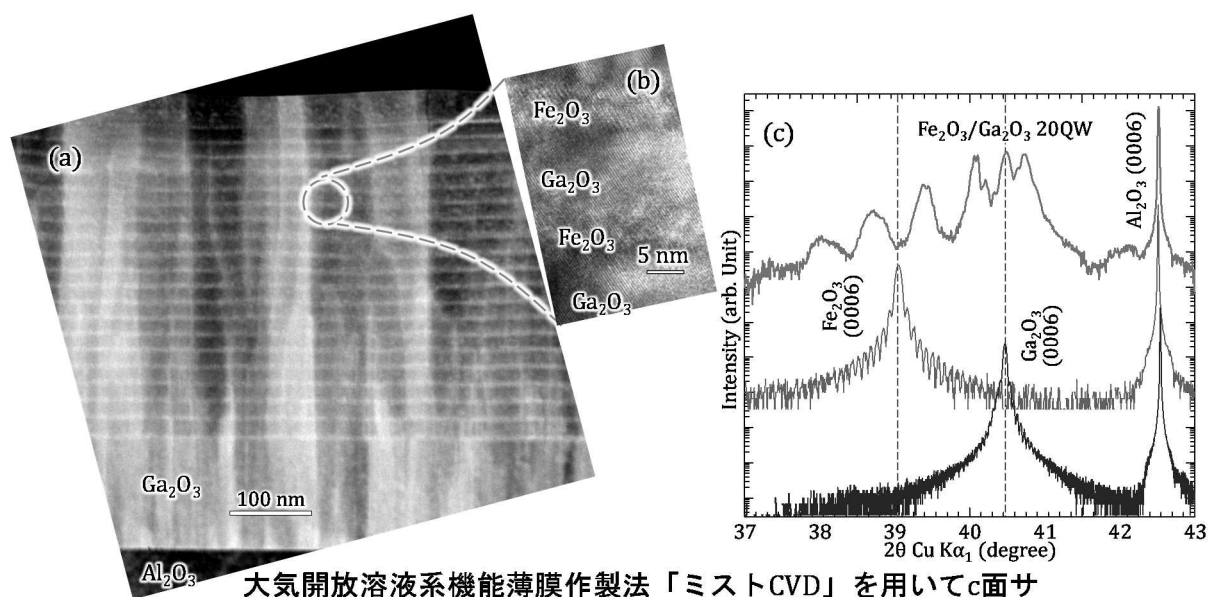 (a)
Ga₂O₃
100 nm
Al₂O₃
(b)
Fe₂O₃
Ga₂O₃
Fe₂O₃
5 nm
Ga₂O₃
(c)
Fe₂O₃/Ga₂O₃ 20QW
Al₂O₃ (0006)
Fe₂O₃
(0006)
Ga₂O₃
(0006)
Intensity (arb. Unit)
37 38 39 40 41 42 43
2θ Cu Kα₁ (degree)
大気開放溶液系機能薄膜作製法「ミストCVD」を用いてc面サ